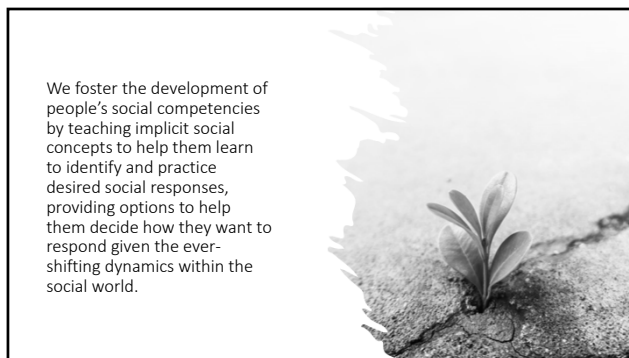 We foster the development of
people's social competencies
by teaching implicit social
concepts to help them learn
to identify and practice
desired social responses,
providing options to help
them decide how they want to
respond given the ever-
shifting dynamics within the
social world.